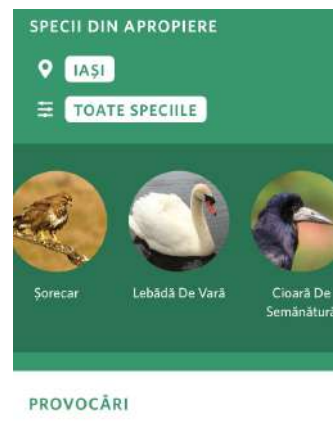 SPECII DIN APROPIERE
IAȘI
TOATE SPECIILE
Șorecar
Lebădă De Vară
Cioară De
Semănătură
PROVOCĂRI